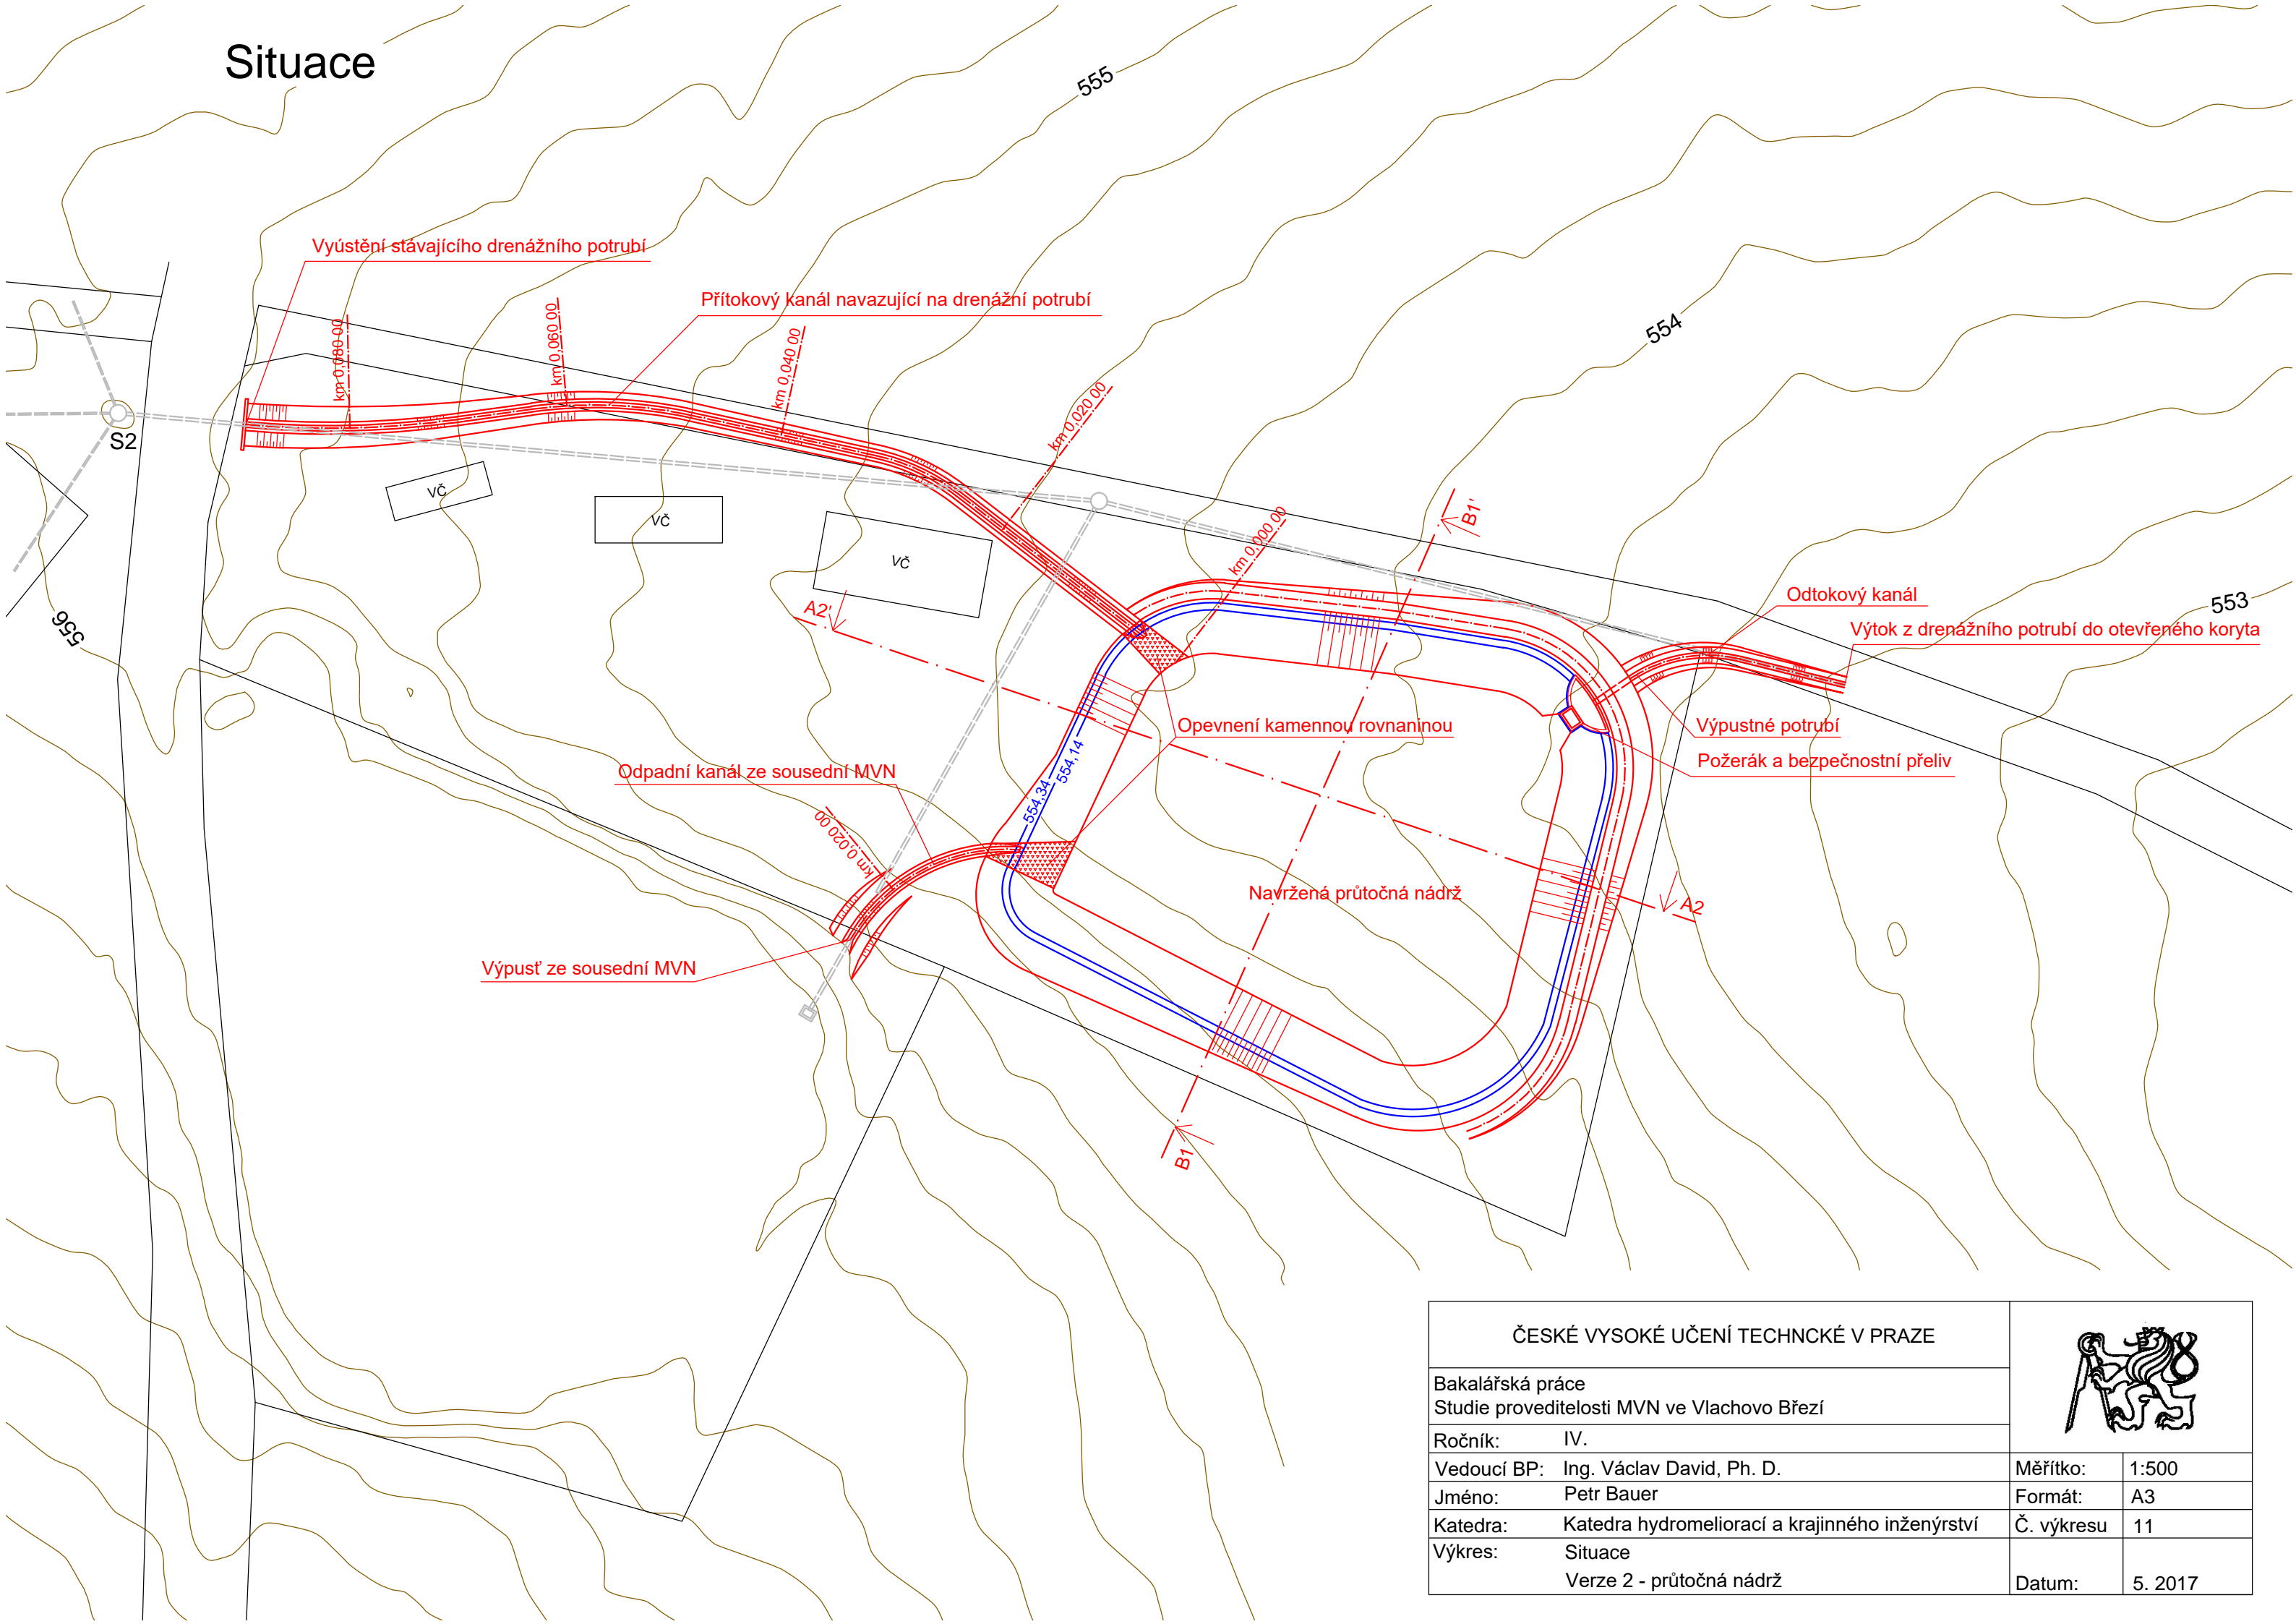 Situace
555
554
553
556
Vyústění stávajícího drenážního potrubí
Přítokový kanál navazující na drenážní potrubí
km 0,080 00
km 0,060 00
km 0,040 00
km 0,020 00
km 0,000 00
S2
VČ
VČ
VČ
A2'
B1'
Odtokový kanál
Výtok z drenážního potrubí do otevřeného koryta
Opevnení kamennou rovnaninou
Výpustné potrubí
Požerák a bezpečnostní přeliv
Odpadní kanál ze sousední MVN
554,34
554,14
km 0,020 00
Navržená průtočná nádrž
A2
Výpusť ze sousední MVN
B1
ČESKÉ VYSOKÉ UČENÍ TECHNCKÉ V PRAZE
Bakalářská práce
Studie proveditelosti MVN ve Vlachovo Březí
Ročník: IV.
Vedoucí BP: Ing. Václav David, Ph. D.
Měřítko: 1:500
Jméno: Petr Bauer
Formát: A3
Katedra: Katedra hydromeliorací a krajinného inženýrství
Č. výkresu 11
Výkres: Situace
Verze 2 - průtočná nádrž
Datum: 5. 2017